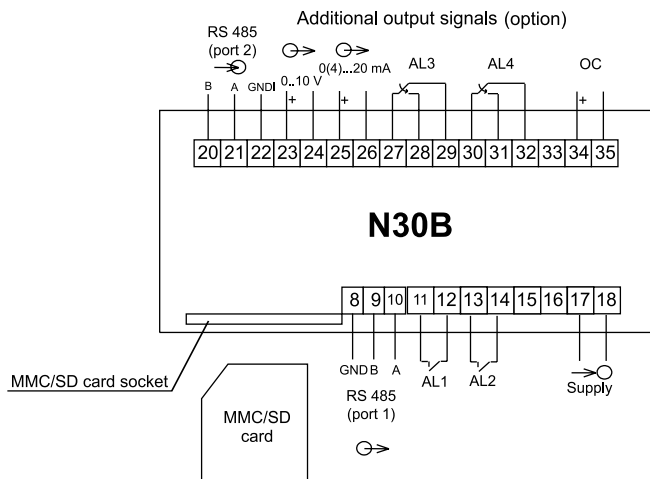 Additional output signals (option)
RS 485
(port 2)
0..10 V
0(4)...20 mA
AL3
AL4
OC
B
A
GND
+
+
+
20 21 22 23 24 25 26 27 28 29 30 31 32 33 34 35
N30B
8 9 10 11 12 13 14 15 16 17 18
MMC/SD card socket
GND B A
AL1
AL2
Supply
RS 485
(port 1)
MMC/SD
card